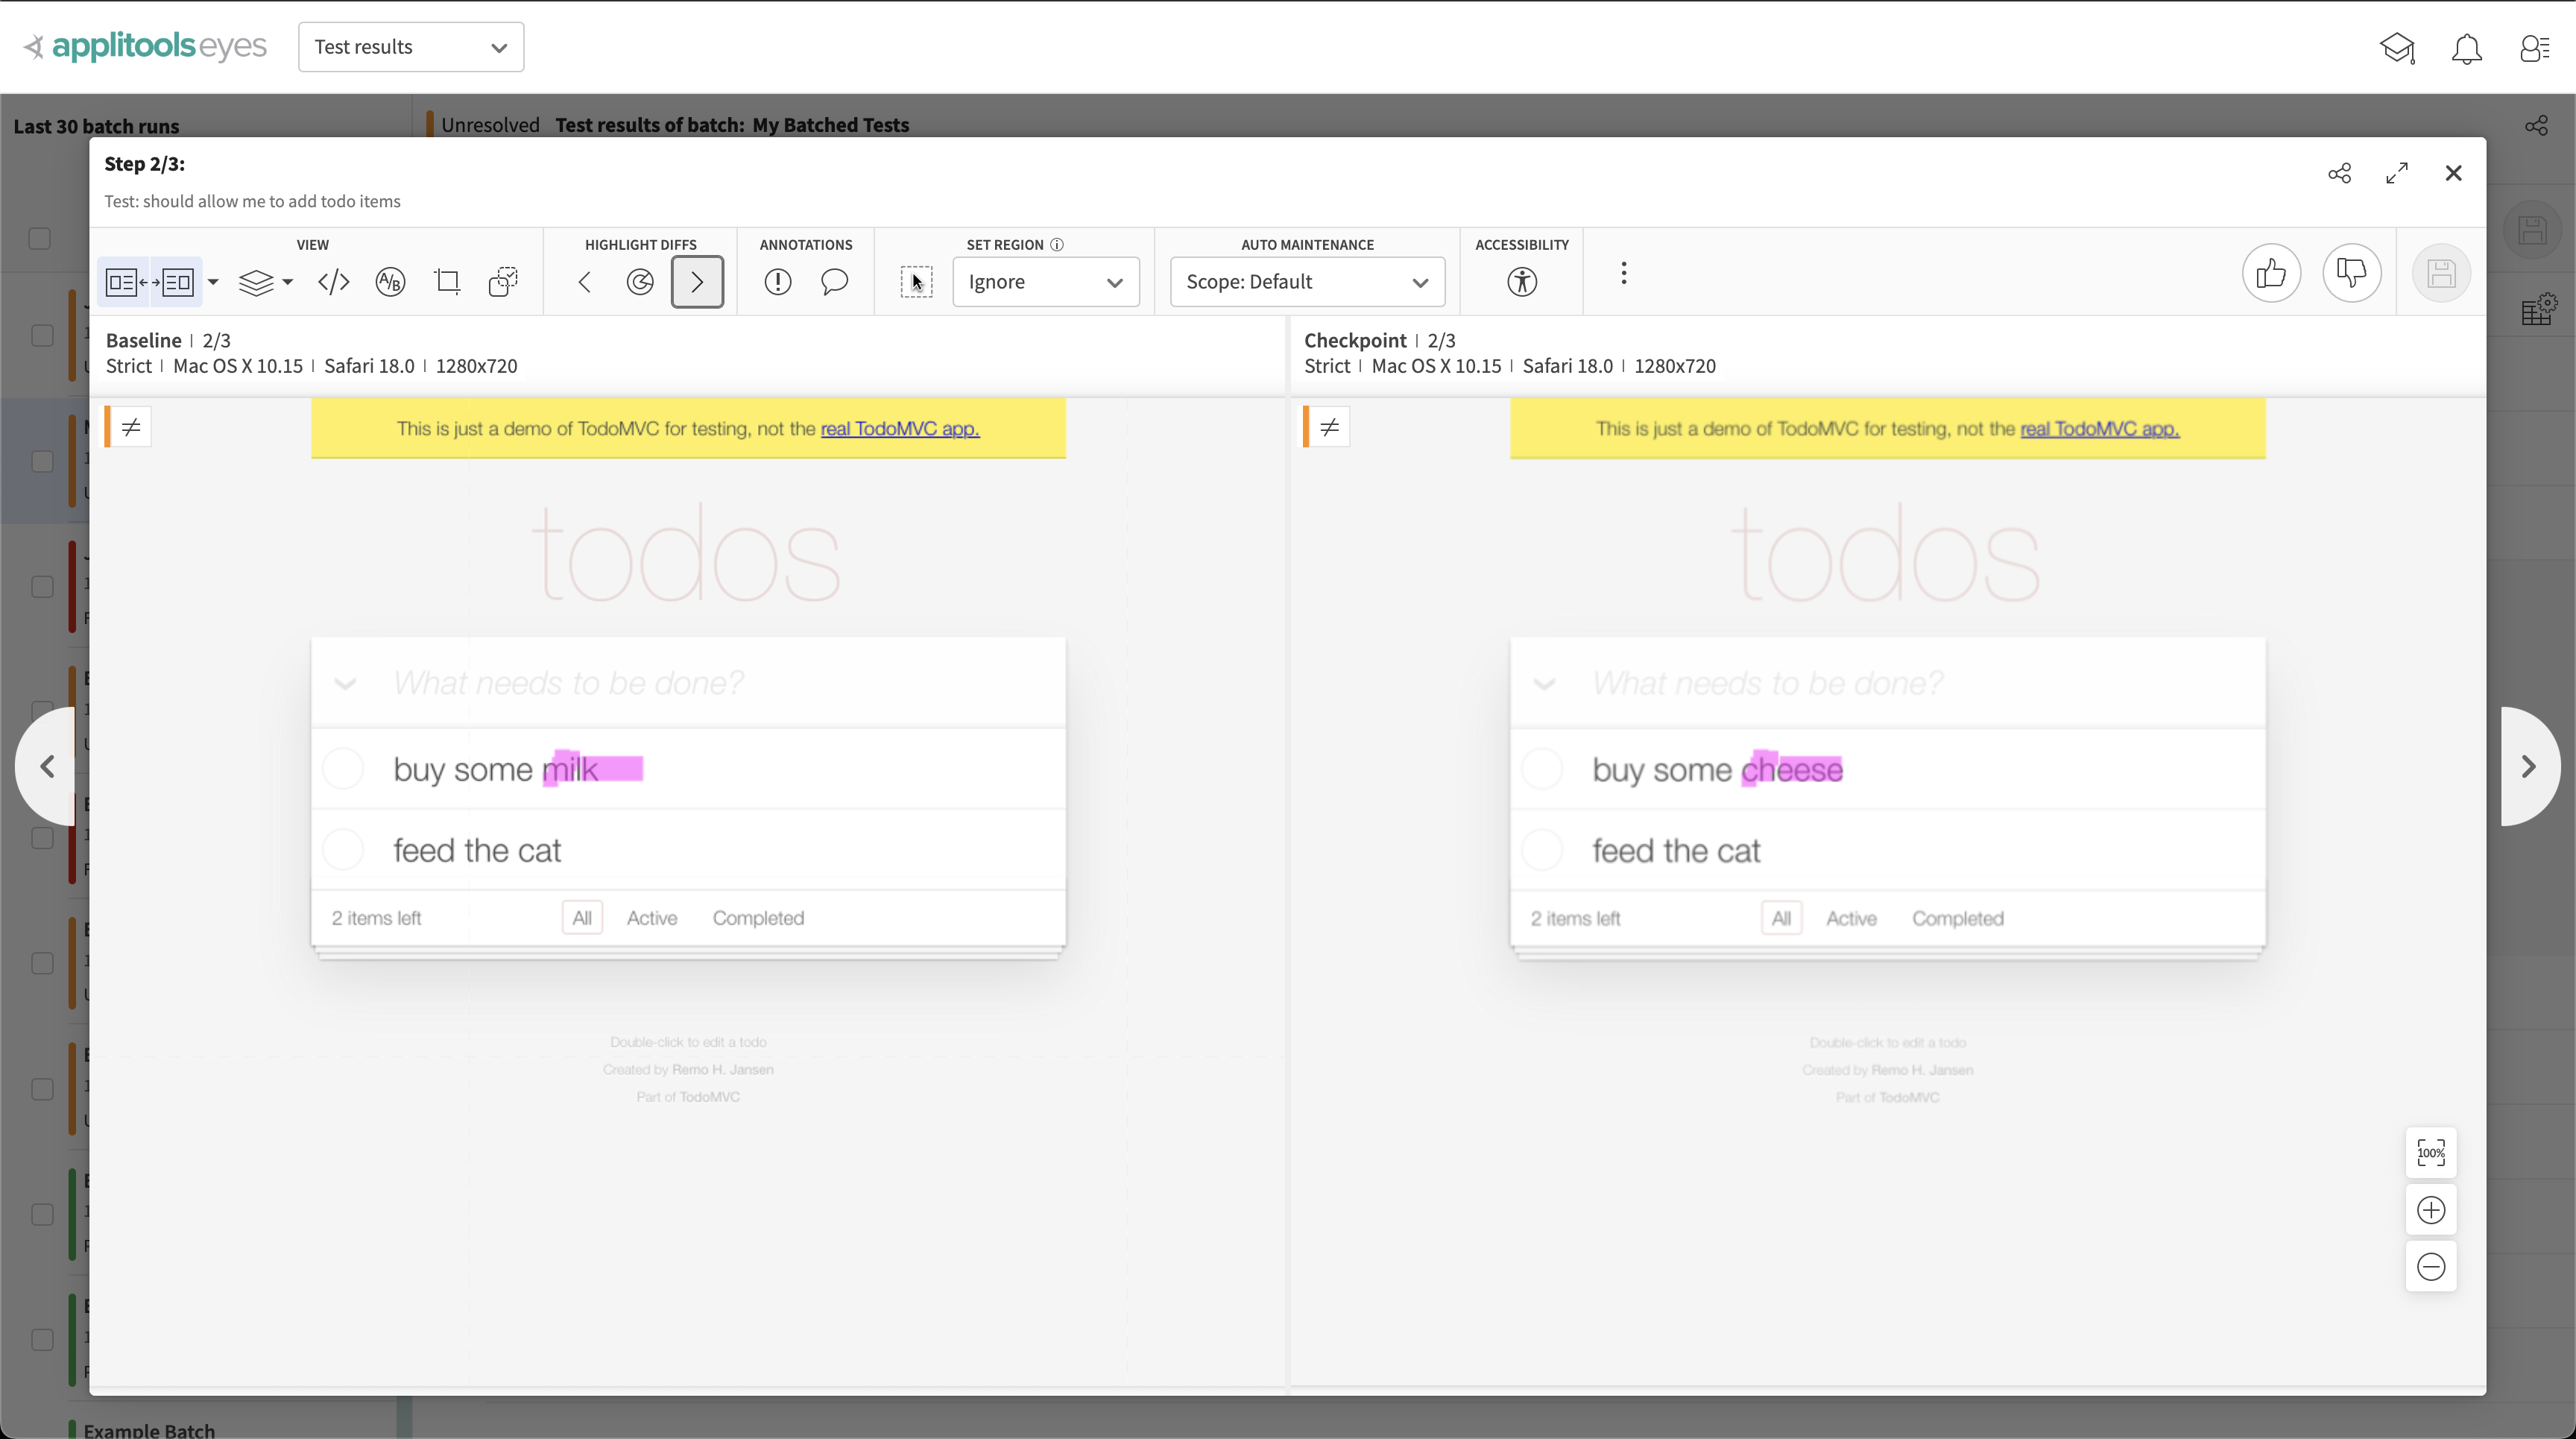 applitools eyes
Test results
Last 30 batch runs
Unresolved Test results of batch: My Batched Tests
Step 2/3:
Test: should allow me to add todo items
VIEW
HIGHLIGHT DIFFS
ANNOTATIONS
SET REGION
AUTO MAINTENANCE
ACCESSIBILITY
A/B
Ignore
Scope: Default
Baseline | 2/3
Strict | Mac OS X 10.15 | Safari 18.0 | 1280x720
This is just a demo of TodoMVC for testing, not the real TodoMVC app.
todos
What needs to be done?
buy some milk
feed the cat
2 items left All Active Completed
Double-click to edit a todo
Created by Remo H. Jansen
Part of TodoMVC
Checkpoint | 2/3
Strict | Mac OS X 10.15 | Safari 18.0 | 1280x720
This is just a demo of TodoMVC for testing, not the real TodoMVC app.
todos
What needs to be done?
buy some cheese
feed the cat
2 items left All Active Completed
Double-click to edit a todo
Created by Remo H. Jansen
Part of TodoMVC
100%
Example Batch